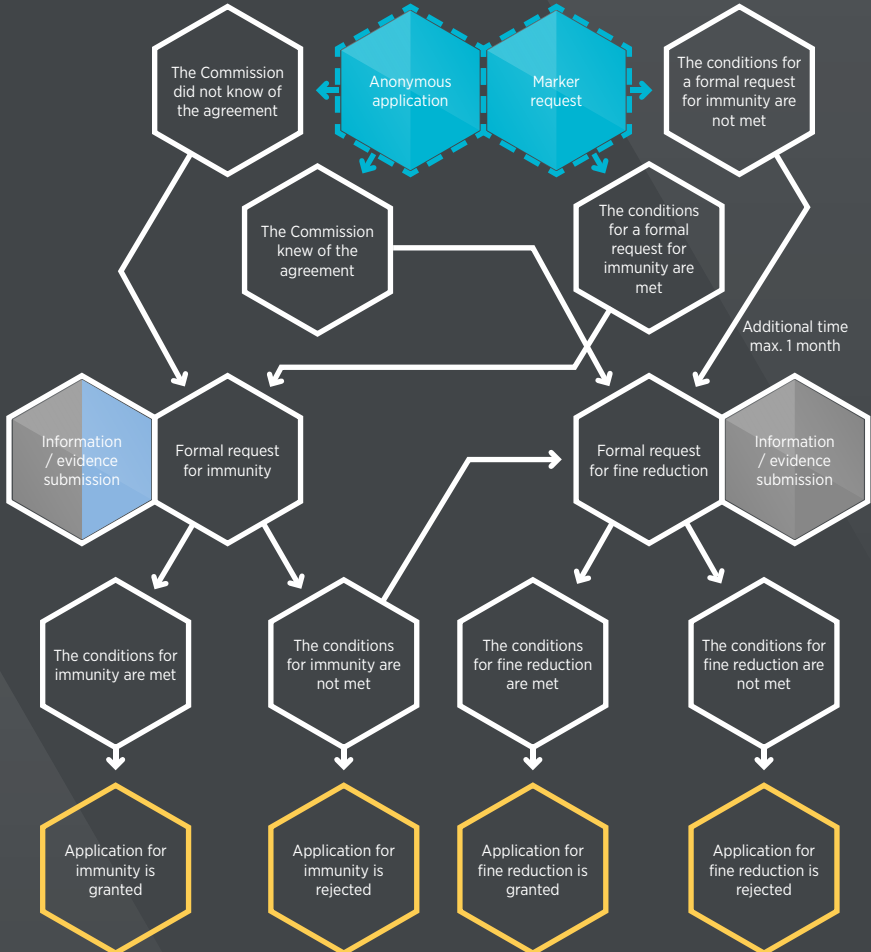 The Commission
did not know of
the agreement
Anonymous
application
Marker
request
The conditions for
a formal request
for immunity are
not met
The Commission
knew of the
agreement
The conditions
for a formal
request for
immunity are
met
Additional time
max. 1 month
Information
/ evidence
submission
Formal request
for immunity
Formal request
for fine reduction
Information
/ evidence
submission
The conditions for
immunity are met
The conditions
for immunity are
not met
The conditions
for fine reduction
are met
The conditions for
fine reduction are
not met
Application for
immunity is
granted
Application for
immunity is
rejected
Application for
fine reduction is
granted
Application for
fine reduction is
rejected